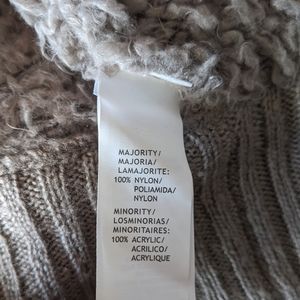 MAJORITY/
MAJORIA/
LAMAJORITE:
100% NYLON/
POLIAMIDA/
NYLON
MINORITY/
LOSMINORIAS/
MINORITAIRES:
100% ACRYLIC/
ACRILICO/
ACRYLIQUE